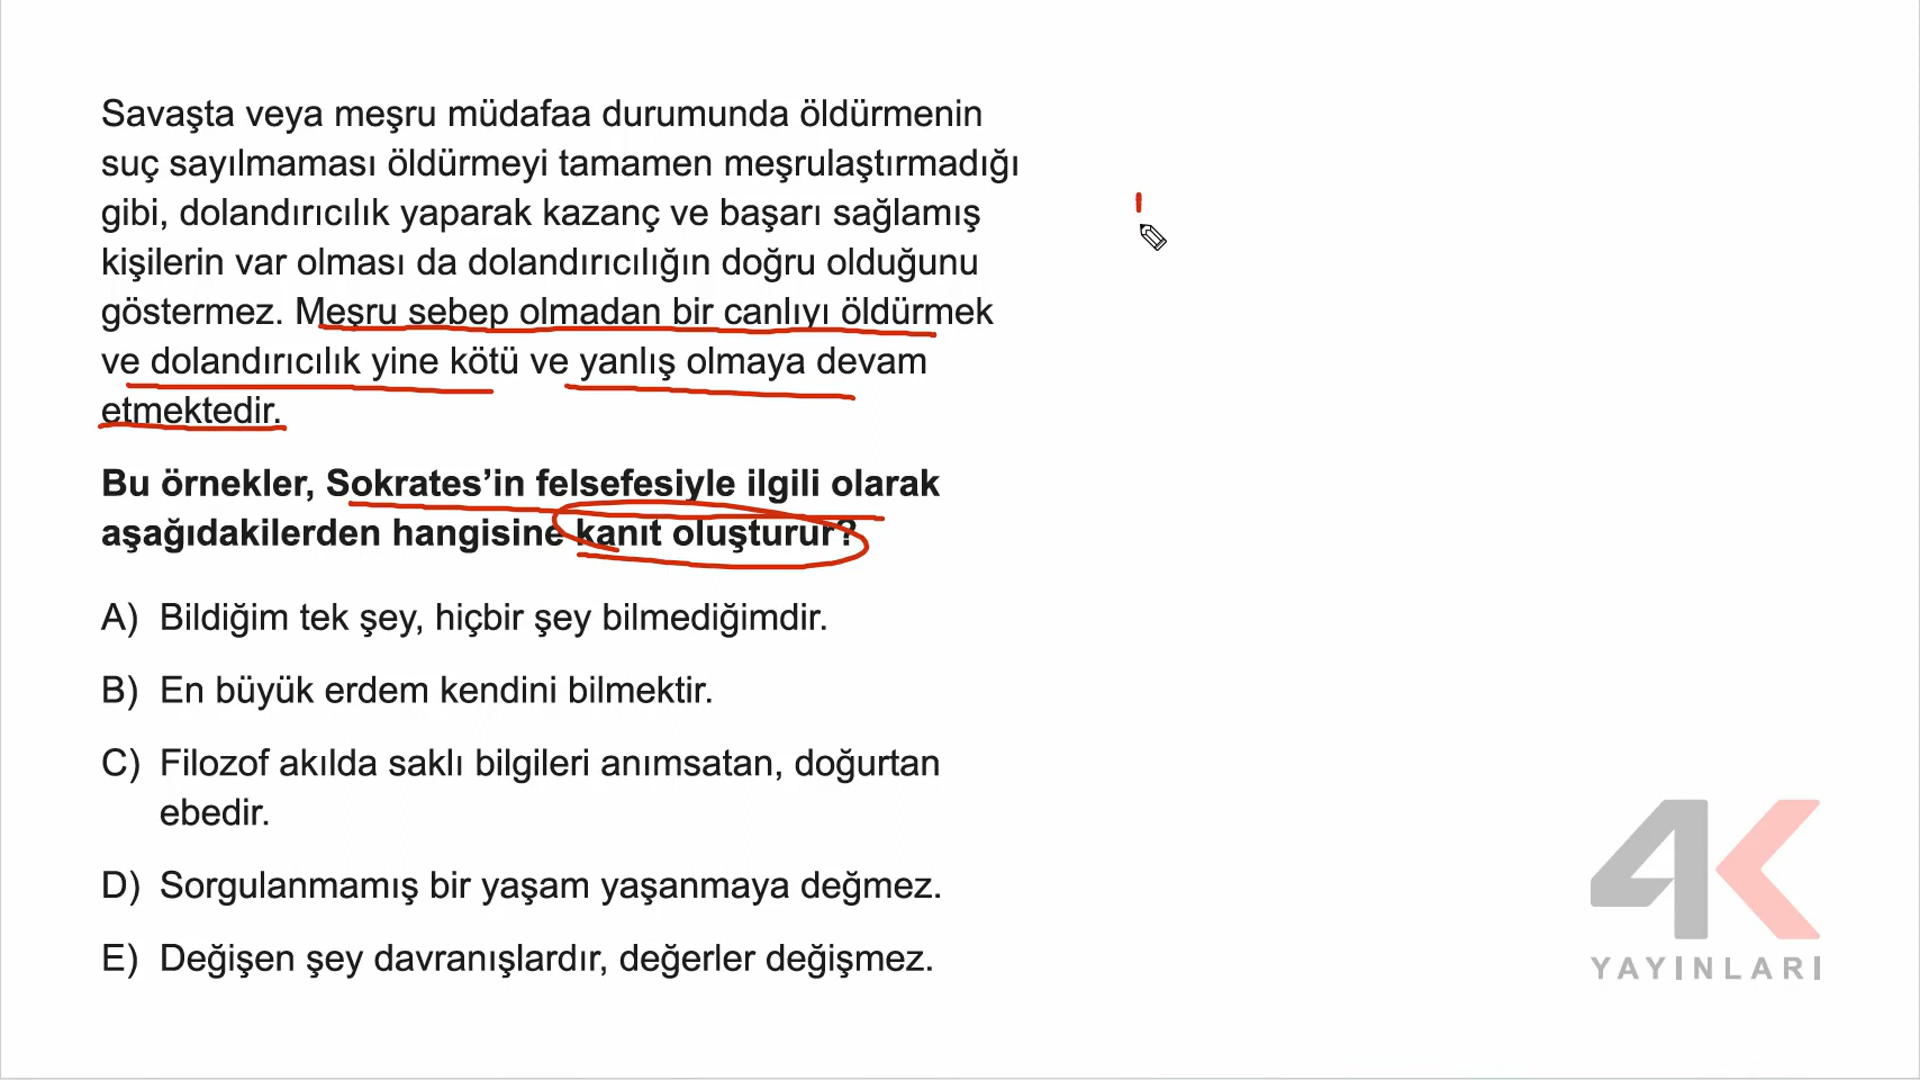 Savaşta veya meşru müdafaa durumunda öldürmenin
suç sayılmaması öldürmeyi tamamen meşrulaştırmadığı
gibi, dolandırıcılık yaparak kazanç ve başarı sağlamış
kişilerin var olması da dolandırıcılığın doğru olduğunu
göstermez. Meşru sebep olmadan bir canlıyı öldürmek
ve dolandırıcılık yine kötü ve yanlış olmaya devam
etmektedir.
Bu örnekler, Sokrates’in felsefesiyle ilgili olarak
aşağıdakilerden hangisine kanıt oluşturur?
A) Bildiğim tek şey, hiçbir şey bilmediğimdir.
B) En büyük erdem kendini bilmektir.
C) Filozof akılda saklı bilgileri anımsatan, doğurtan
ebedir.
D) Sorgulanmamış bir yaşam yaşanmaya değmez.
E) Değişen şey davranışlardır, değerler değişmez.
4K
YAYINLARI